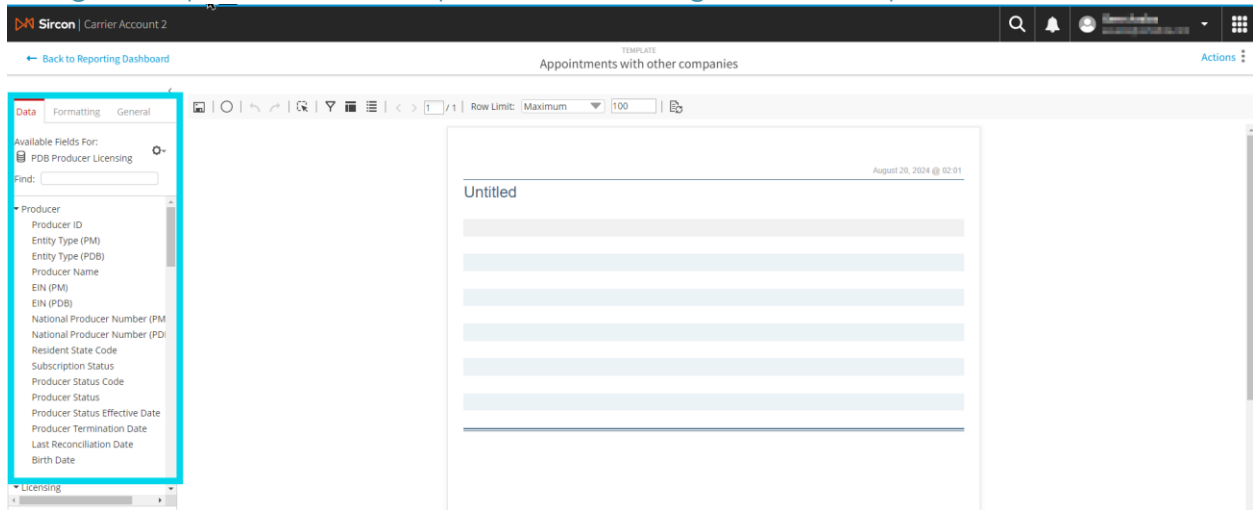 Sircon | Carrier Account 2
← Back to Reporting Dashboard
TEMPLATE
Appointments with other companies
Actions
Data Formatting General
1 / 1 | Row Limit: Maximum 100
Available Fields For:
PDB Producer Licensing
Find:
August 20, 2024 @ 02:01
Untitled
Producer
Producer ID
Entity Type (PM)
Entity Type (PDB)
Producer Name
EIN (PM)
EIN (PDB)
National Producer Number (PM
National Producer Number (PD
Resident State Code
Subscription Status
Producer Status Code
Producer Status
Producer Status Effective Date
Producer Termination Date
Last Reconciliation Date
Birth Date
Licensing